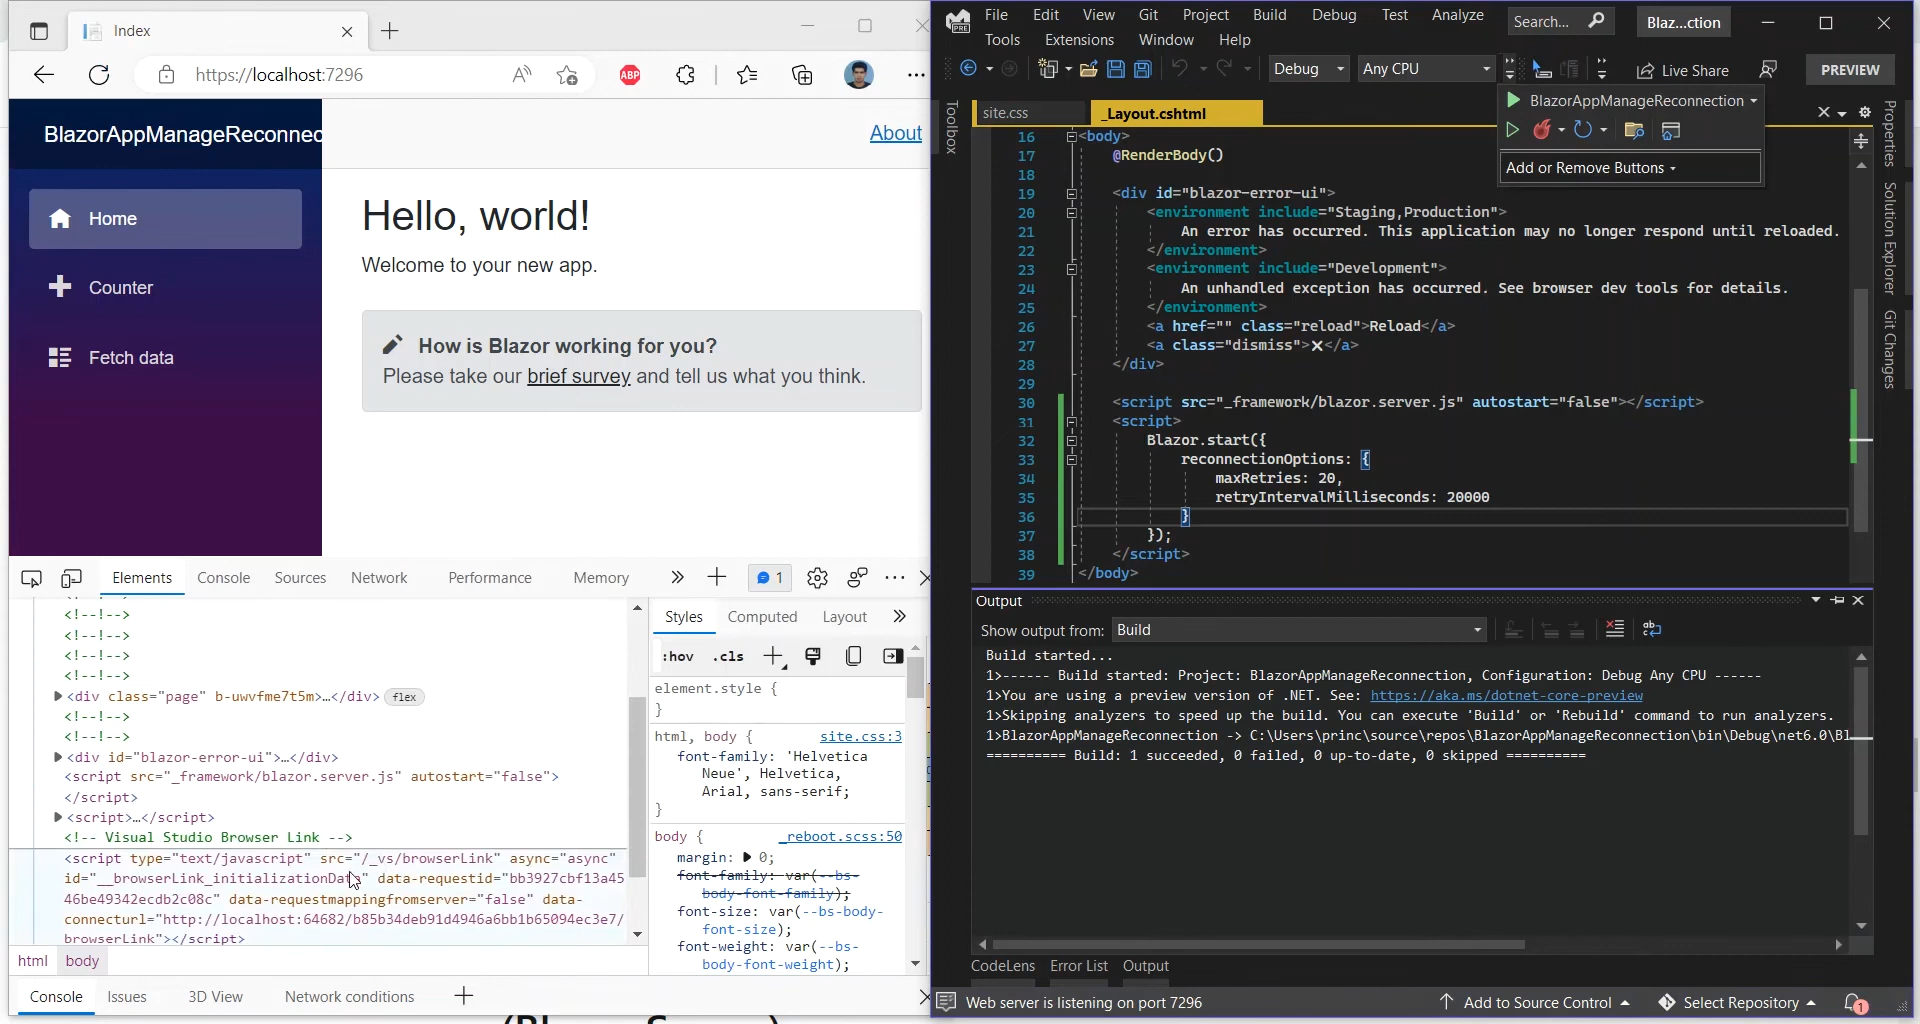 Index
https://localhost:7296
ABP
BlazorAppManageReconnec
About
Home
Counter
Fetch data
Hello, world!
Welcome to your new app.
How is Blazor working for you?
Please take our brief survey and tell us what you think.
Elements Console Sources Network Performance Memory 1
<!--!-->
<!--!-->
<!--!-->
<!--!-->
<div class="page" b-uwvfme7t5m>…</div> flex
<!--!-->
<!--!-->
<div id="blazor-error-ui">…</div>
<script src="_framework/blazor.server.js" autostart="false">
</script>
<script>…</script>
<!-- Visual Studio Browser Link -->
<script type="text/javascript" src="/_vs/browserLink" async="async"
id="__browserLink_initializationData" data-requestid="bb3927cbf13a45
46be49342ecdb2c08c" data-requestmappingfromserver="false" data-
connecturl="http://localhost:64682/b85b34deb91d4946a6bb1b65094ec3e7/
browserLink"></script>
html body
Styles Computed Layout
:hov .cls
element.style {
}
html, body { site.css:3
font-family: 'Helvetica
Neue', Helvetica,
Arial, sans-serif;
}
body { _reboot.scss:50
margin: 0;
font-family: var(--bs-
body-font-family);
font-size: var(--bs-body-
font-size);
font-weight: var(--bs-
body-font-weight);
Console Issues 3D View Network conditions
File Edit View Git Project Build Debug Test Analyze
Tools Extensions Window Help
Search...
Blaz...ction
PRE
Debug Any CPU
Live Share
PREVIEW
BlazorAppManageReconnection
Add or Remove Buttons
Toolbox
site.css _Layout.cshtml
Properties
Solution Explorer
Git Changes
16 <body>
17 @RenderBody()
18
19 <div id="blazor-error-ui">
20 <environment include="Staging,Production">
21 An error has occurred. This application may no longer respond until reloaded.
22 </environment>
23 <environment include="Development">
24 An unhandled exception has occurred. See browser dev tools for details.
25 </environment>
26 <a href="" class="reload">Reload</a>
27 <a class="dismiss">🗙</a>
28 </div>
29
30 <script src="_framework/blazor.server.js" autostart="false"></script>
31 <script>
32 Blazor.start({
33 reconnectionOptions: {
34 maxRetries: 20,
35 retryIntervalMilliseconds: 20000
36 }
37 });
38 </script>
39 </body>
Output
Show output from: Build
Build started...
1>------ Build started: Project: BlazorAppManageReconnection, Configuration: Debug Any CPU ------
1>You are using a preview version of .NET. See: https://aka.ms/dotnet-core-preview
1>Skipping analyzers to speed up the build. You can execute 'Build' or 'Rebuild' command to run analyzers.
1>BlazorAppManageReconnection -> C:\Users\princ\source\repos\BlazorAppManageReconnection\bin\Debug\net6.0\Bl
========== Build: 1 succeeded, 0 failed, 0 up-to-date, 0 skipped ==========
CodeLens Error List Output
Web server is listening on port 7296
Add to Source Control
Select Repository
1